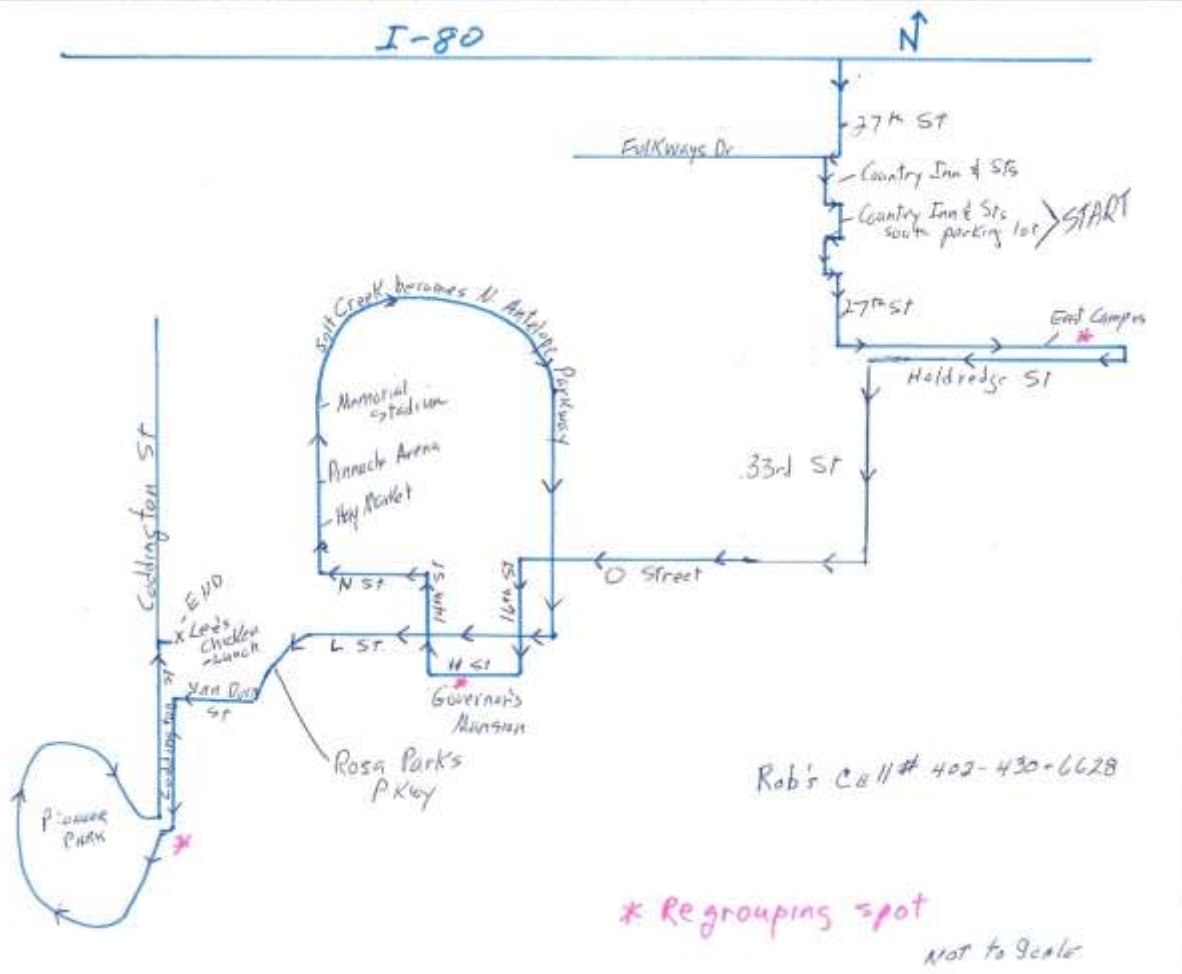 I-80
N
27th St
Folkways Dr
Country Inn & Sts
Country Inn & Sts
south parking lot
START
27th St
East Campus
*
Holdredge St
33rd St
O Street
16th St
H St
*
Governor's
Mansion
14th St
N St
Hay Market
Pinnacle Arena
Memorial
Stadium
Salt Creek becomes N. Antelope Parkway
L St
Rosa Parks
PKwy
Van Dorn
St
Coddington St
*
Pioneer
Park
Coddington St
END
x Lee's
Chicken
-Lunch
Rob's Cell# 402-430-6628
* Regrouping spot
Not to Scale